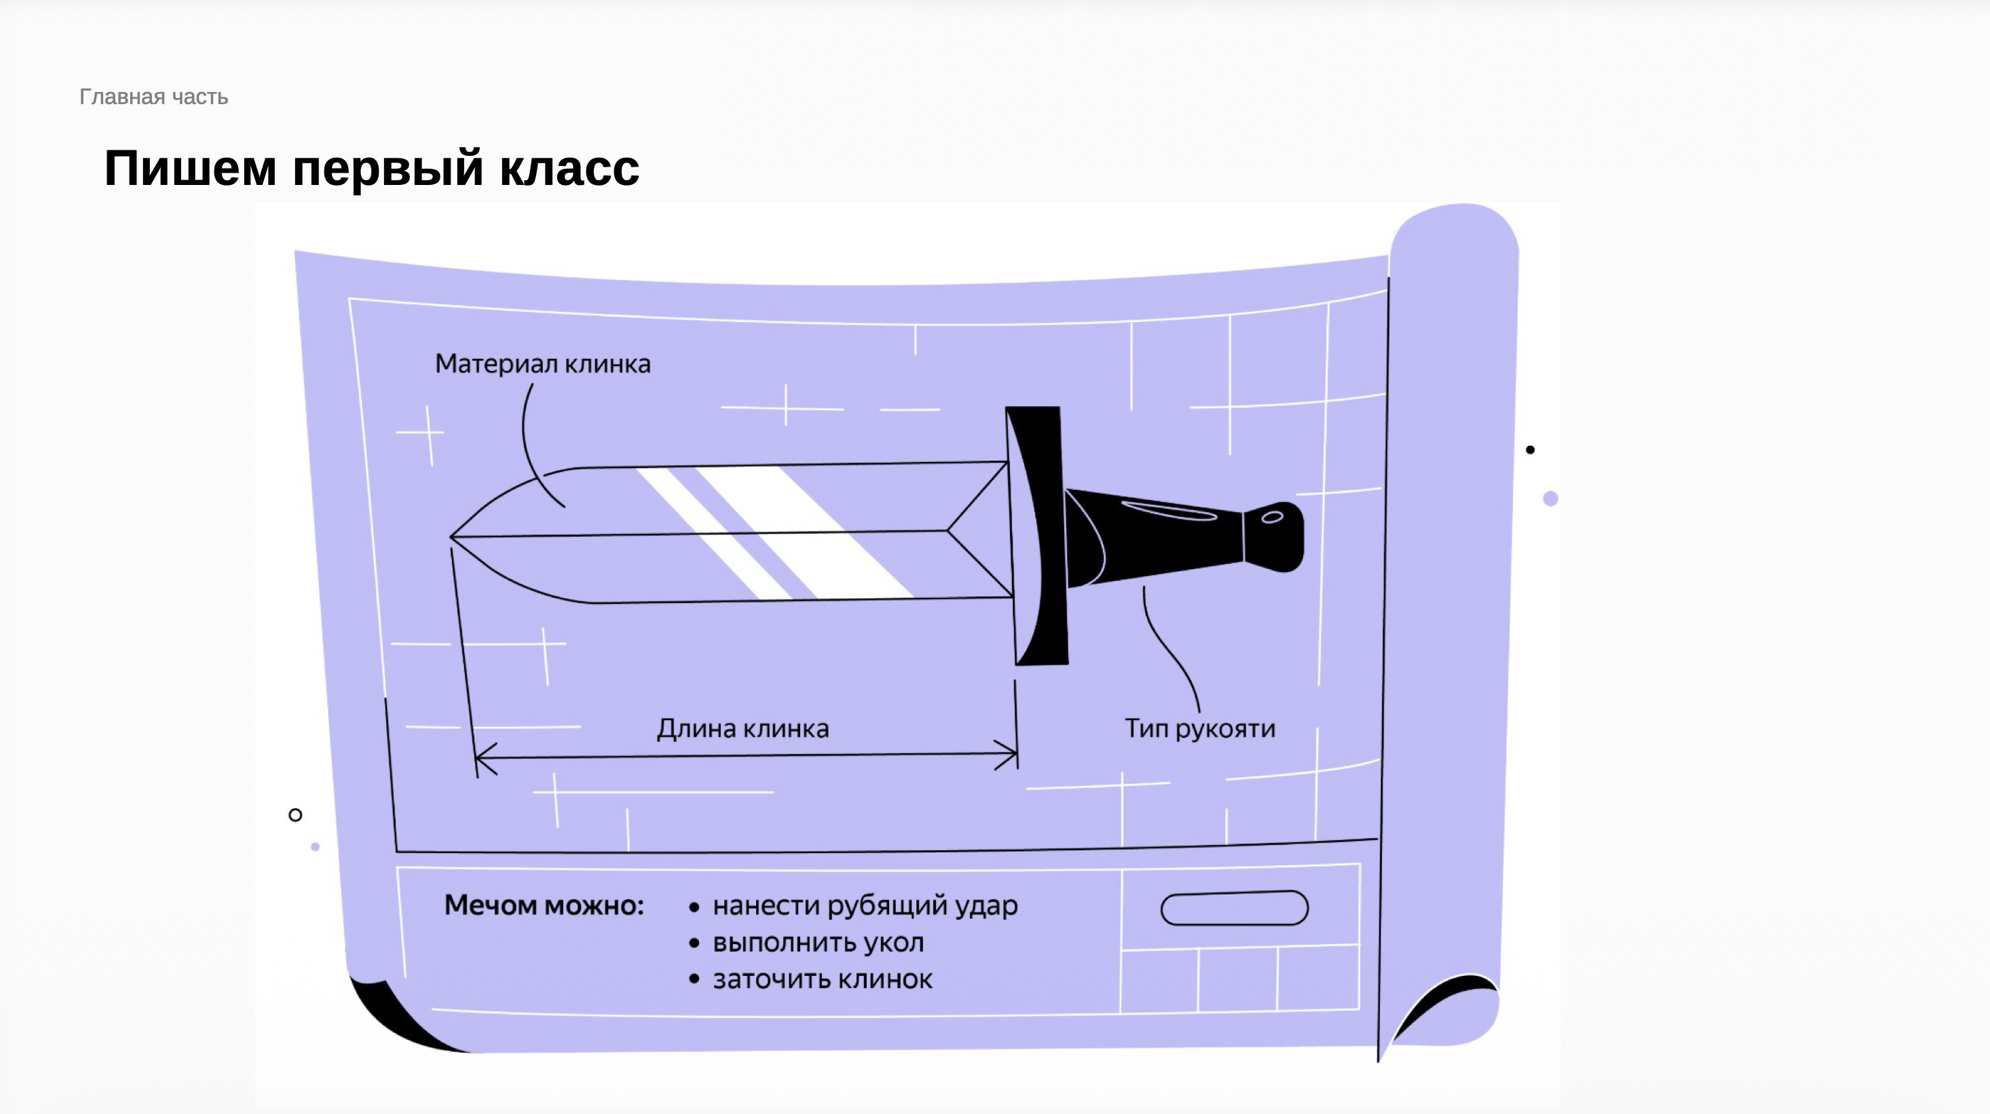 Главная часть
Пишем первый класс
Материал клинка
Длина клинка
Тип рукояти
Мечом можно:
• нанести рубящий удар
• выполнить укол
• заточить клинок